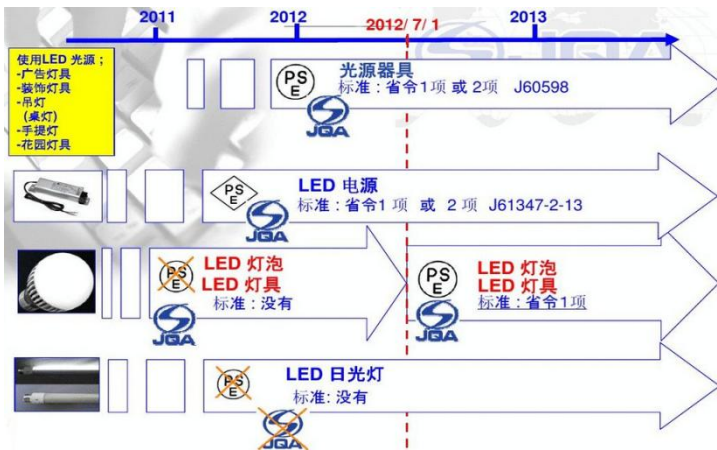 2011
2012
2012/ 7/ 1
2013
使用LED 光源；
-广告灯具
-装饰灯具
-吊灯
(桌灯)
-手提灯
-花园灯具
PS
E
JQA
光源器具
标准：省令1项 或 2项 J60598
PS
E
JQA
LED 电源
标准：省令1 项 或 2 项 J61347-2-13
PS
E
JQA
LED 灯泡
LED 灯具
标准：没有
PS
E
JQA
LED 灯泡
LED 灯具
标准：省令1项
PS
E
JQA
LED 日光灯
标准: 没有